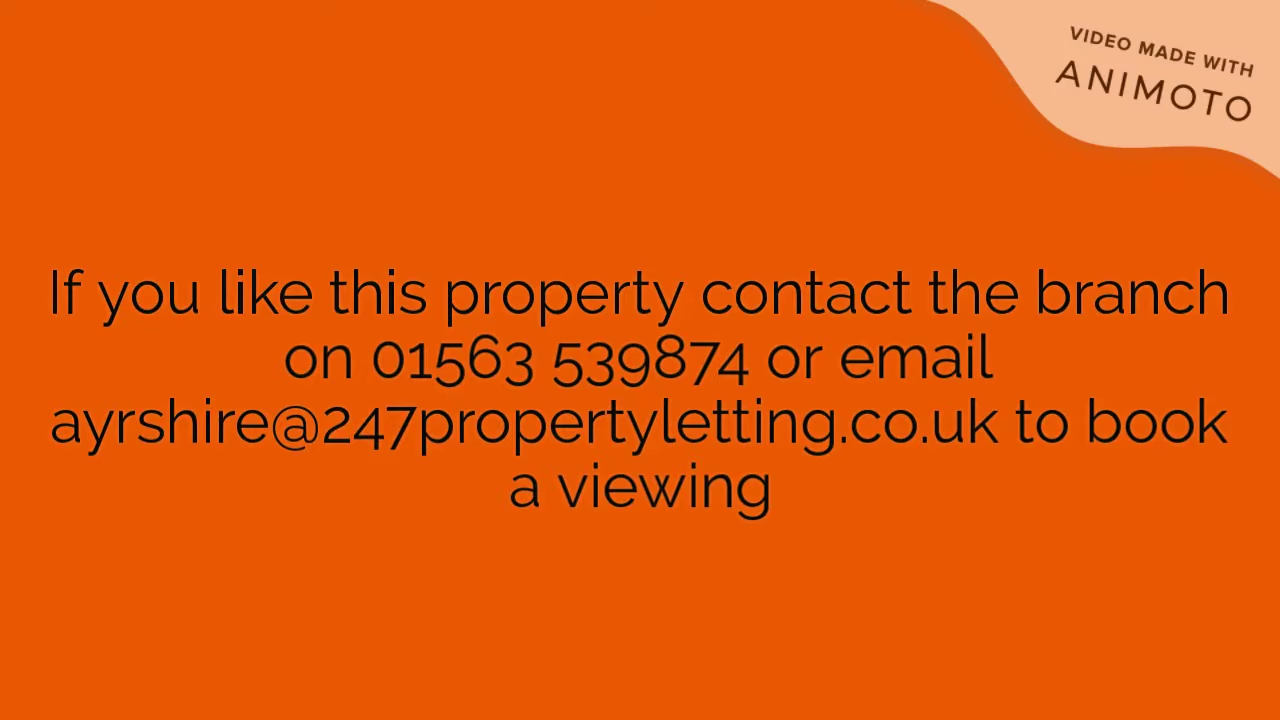 VIDEO MADE WITH
ANIMOTO
If you like this property contact the branch
on 01563 539874 or email
ayrshire@247propertyletting.co.uk to book
a viewing